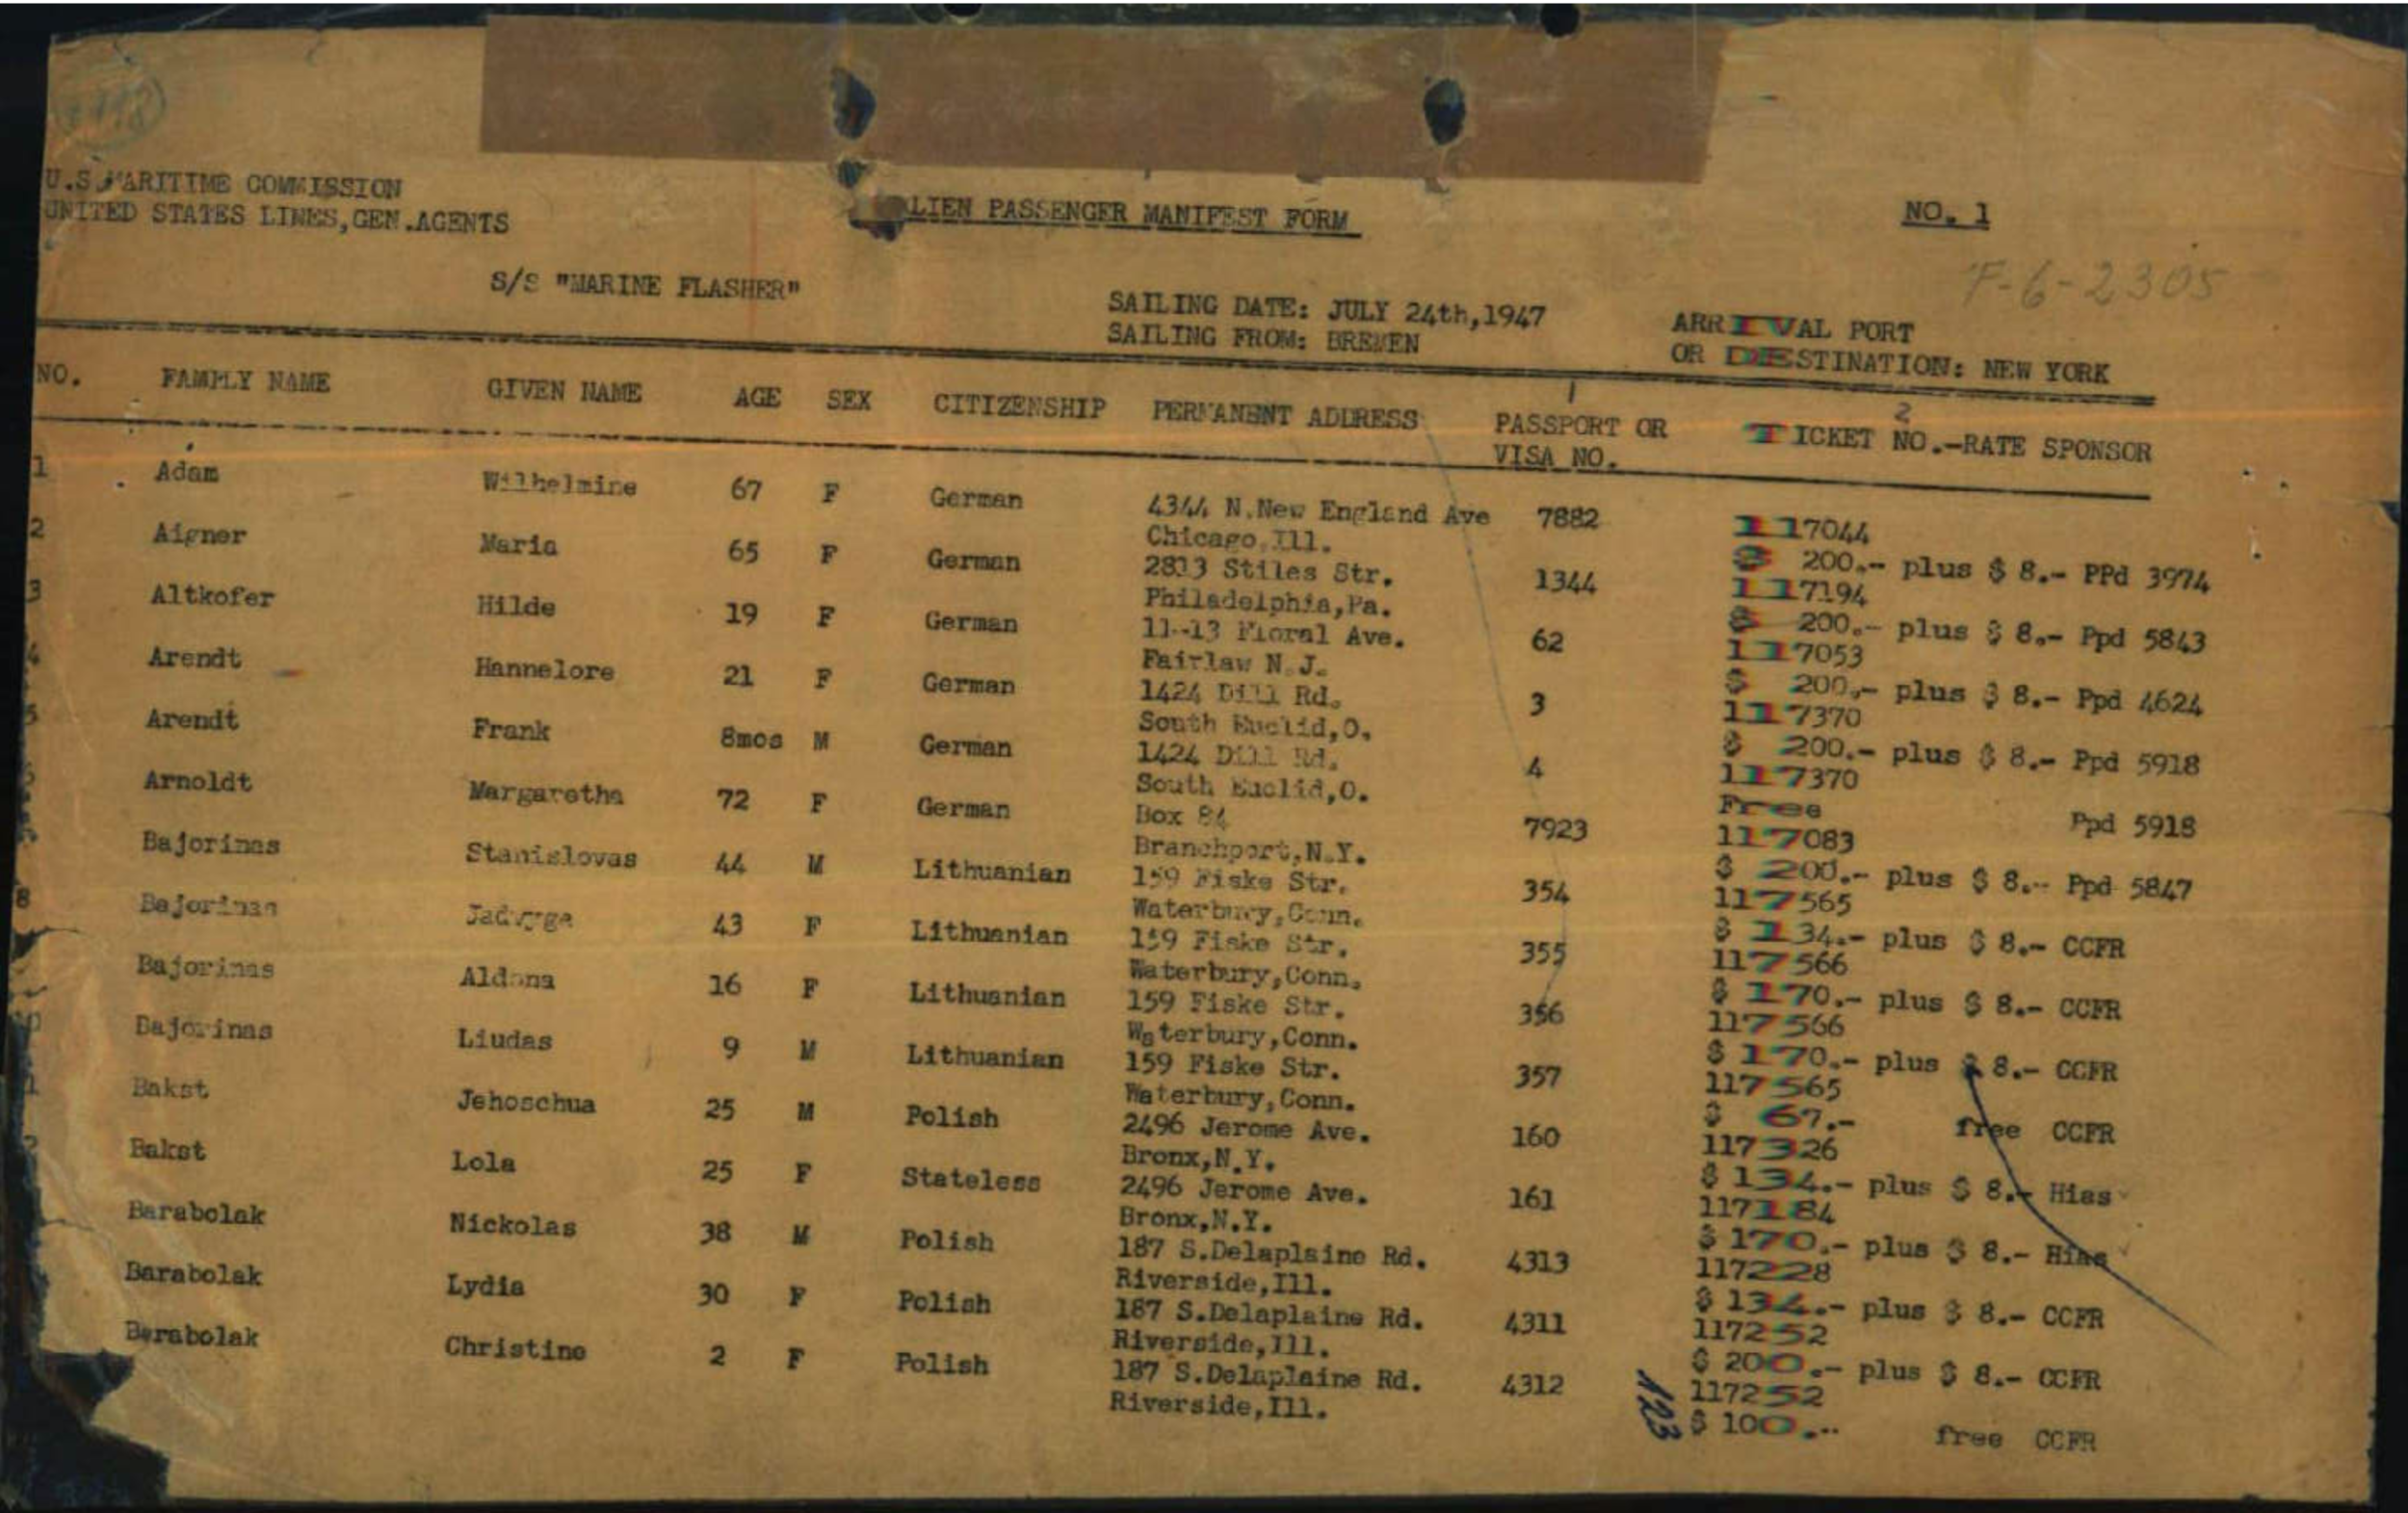 U.S.MARITIME COMMISSION
UNITED STATES LINES,GEN.AGENTS
LIEN PASSENGER MANIFEST FORM
NO. 1
F-6-2305
S/S "MARINE FLASHER"
SAILING DATE: JULY 24th,1947
SAILING FROM: BREMEN
ARRIVAL PORT
OR DESTINATION: NEW YORK
NO. FAMILY NAME GIVEN NAME AGE SEX CITIZENSHIP PERMANENT ADDRESS PASSPORT OR VISA NO. TICKET NO.-RATE SPONSOR
1 2
1 Adam Wilhelmine 67 F German 4344 N.New England Ave 7882 117044
Chicago,Ill. $ 200.- plus $ 8.- PPd 3974
2 Aigner Maria 65 F German 2813 Stiles Str. 1344 117194
Philadelphia,Pa. $ 200.- plus $ 8.- Ppd 5843
3 Altkofer Hilde 19 F German 11-13 Floral Ave. 62 117053
Fairlaw N.J. $ 200.- plus $ 8.- Ppd 4624
4 Arendt Hannelore 21 F German 1424 Dill Rd. 3 117370
South Euclid,O. $ 200.- plus $ 8.- Ppd 5918
5 Arendt Frank 8mos M German 1424 Dill Rd. 4 117370
South Euclid,O. Free Ppd 5918
Arnoldt Margaretha 72 F German Box 84 7923 117083
Branchport,N.Y. $ 200.- plus $ 8.- Ppd 5847
Bajorinas Stanislovas 44 M Lithuanian 159 Fiske Str. 354 117565
Waterbury,Conn. $ 134.- plus $ 8.- CCFR
8 Bajorinas Jadvyga 43 F Lithuanian 159 Fiske Str. 355 117566
Waterbury,Conn. $ 170.- plus $ 8.- CCFR
Bajorinas Aldona 16 F Lithuanian 159 Fiske Str. 356 117566
Waterbury,Conn. $ 170.- plus $ 8.- CCFR
Bajorinas Liudas 9 M Lithuanian 159 Fiske Str. 357 117565
Waterbury,Conn. $ 67.- free CCFR
Bakst Jehoschua 25 M Polish 2496 Jerome Ave. 160 117326
Bronx,N.Y. $ 134.- plus $ 8.- Hias
Bakst Lola 25 F Stateless 2496 Jerome Ave. 161 117184
Bronx,N.Y. $ 170.- plus $ 8.- Hias
Barabolak Nickolas 38 M Polish 187 S.Delaplaine Rd. 4313 117228
Riverside,Ill. $ 134.- plus $ 8.- CCFR
Barabolak Lydia 30 F Polish 187 S.Delaplaine Rd. 4311 117252
Riverside,Ill. $ 200.- plus $ 8.- CCFR
Barabolak Christine 2 F Polish 187 S.Delaplaine Rd. 4312 117252
Riverside,Ill. $ 100.- free CCFR
123